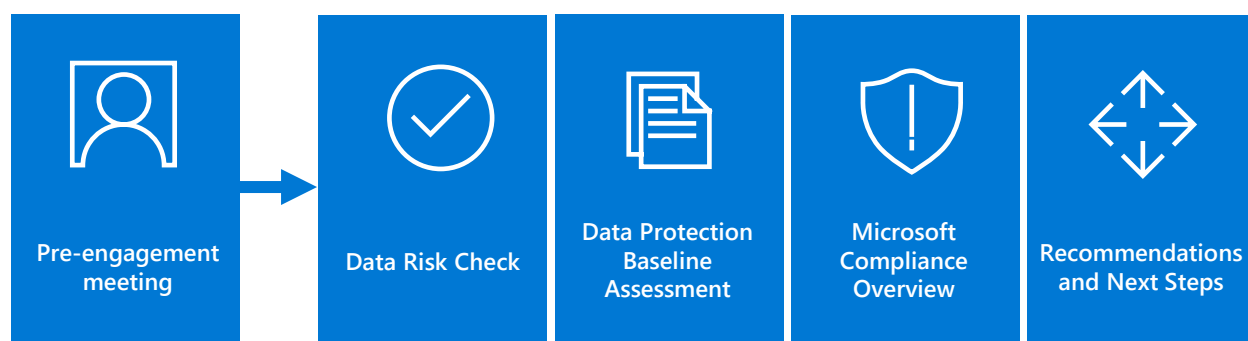 Pre-engagement
meeting
Data Risk Check
Data Protection
Baseline
Assessment
Microsoft
Compliance
Overview
Recommendations
and Next Steps